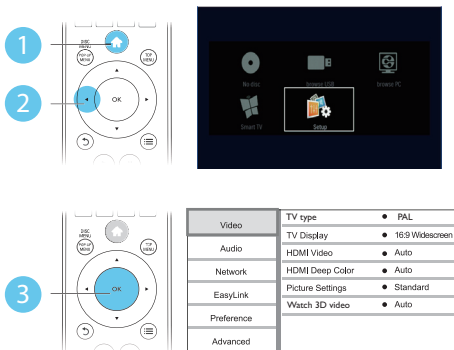 1
DISC
MENU
POP-UP
MENU
TOP
MENU
2
OK
No disc
Browse USB
browse PC
Smart TV
Setup
DISC
MENU
POP-UP
MENU
TOP
MENU
3
OK
Video
Audio
Network
EasyLink
Preference
Advanced
TV type ● PAL
TV Display ● 16:9 Widescreen
HDMI Video ● Auto
HDMI Deep Color ● Auto
Picture Settings ● Standard
Watch 3D video ● Auto